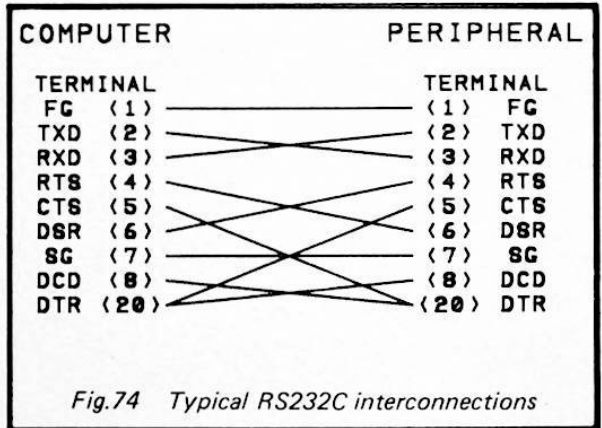 COMPUTER PERIPHERAL
TERMINAL TERMINAL
FG (1) (1) FG
TXD (2) (2) TXD
RXD (3) (3) RXD
RTS (4) (4) RTS
CTS (5) (5) CTS
DSR (6) (6) DSR
SG (7) (7) SG
DCD (8) (8) DCD
DTR (20) (20) DTR
Fig.74 Typical RS232C interconnections